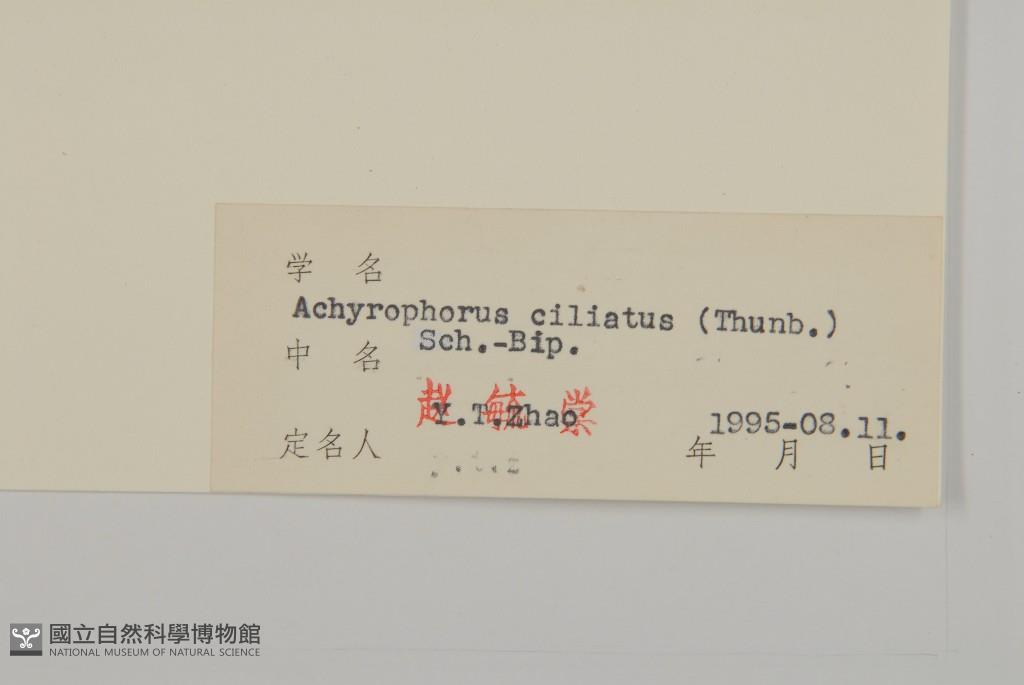 学 名
Achyrophorus ciliatus (Thunb.)
Sch.-Bip.
中 名
赵 毓 棠
Y.T.Zhao
1995-08.11.
定名人
年 月 日
國立自然科學博物館
NATIONAL MUSEUM OF NATURAL SCIENCE